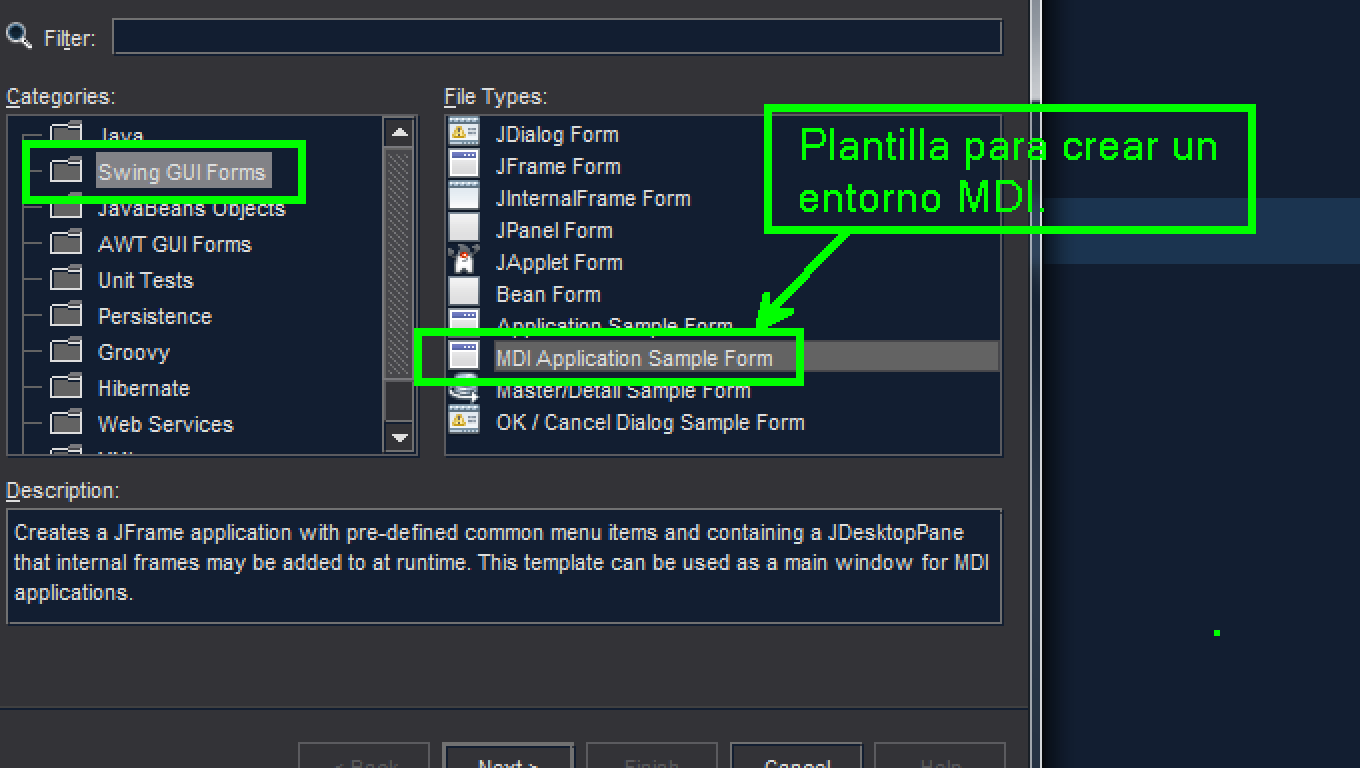 Filter:
Categories:
File Types:
Java
Swing GUI Forms
JavaBeans Objects
AWT GUI Forms
Unit Tests
Persistence
Groovy
Hibernate
Web Services
JDialog Form
JFrame Form
JInternalFrame Form
JPanel Form
JApplet Form
Bean Form
Application Sample Form
MDI Application Sample Form
Master/Detail Sample Form
OK / Cancel Dialog Sample Form
Plantilla para crear un
entorno MDI.
Description:
Creates a JFrame application with pre-defined common menu items and containing a JDesktopPane
that internal frames may be added to at runtime. This template can be used as a main window for MDI
applications.
< Back
Next >
Finish
Cancel
Help